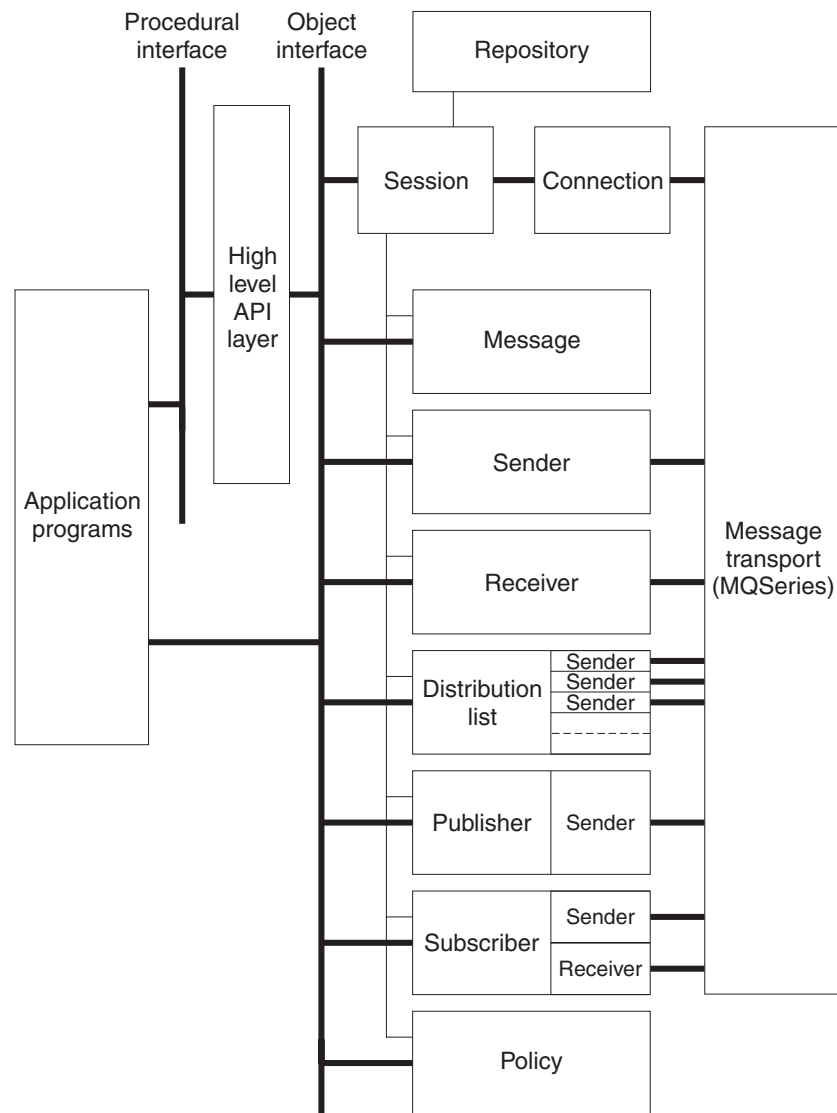 Procedural
interface
Object
interface
Repository
Session
Connection
High
level
API
layer
Message
Sender
Application
programs
Message
transport
(MQSeries)
Receiver
Distribution
list
Sender
Sender
Sender
Publisher
Sender
Subscriber
Sender
Receiver
Policy